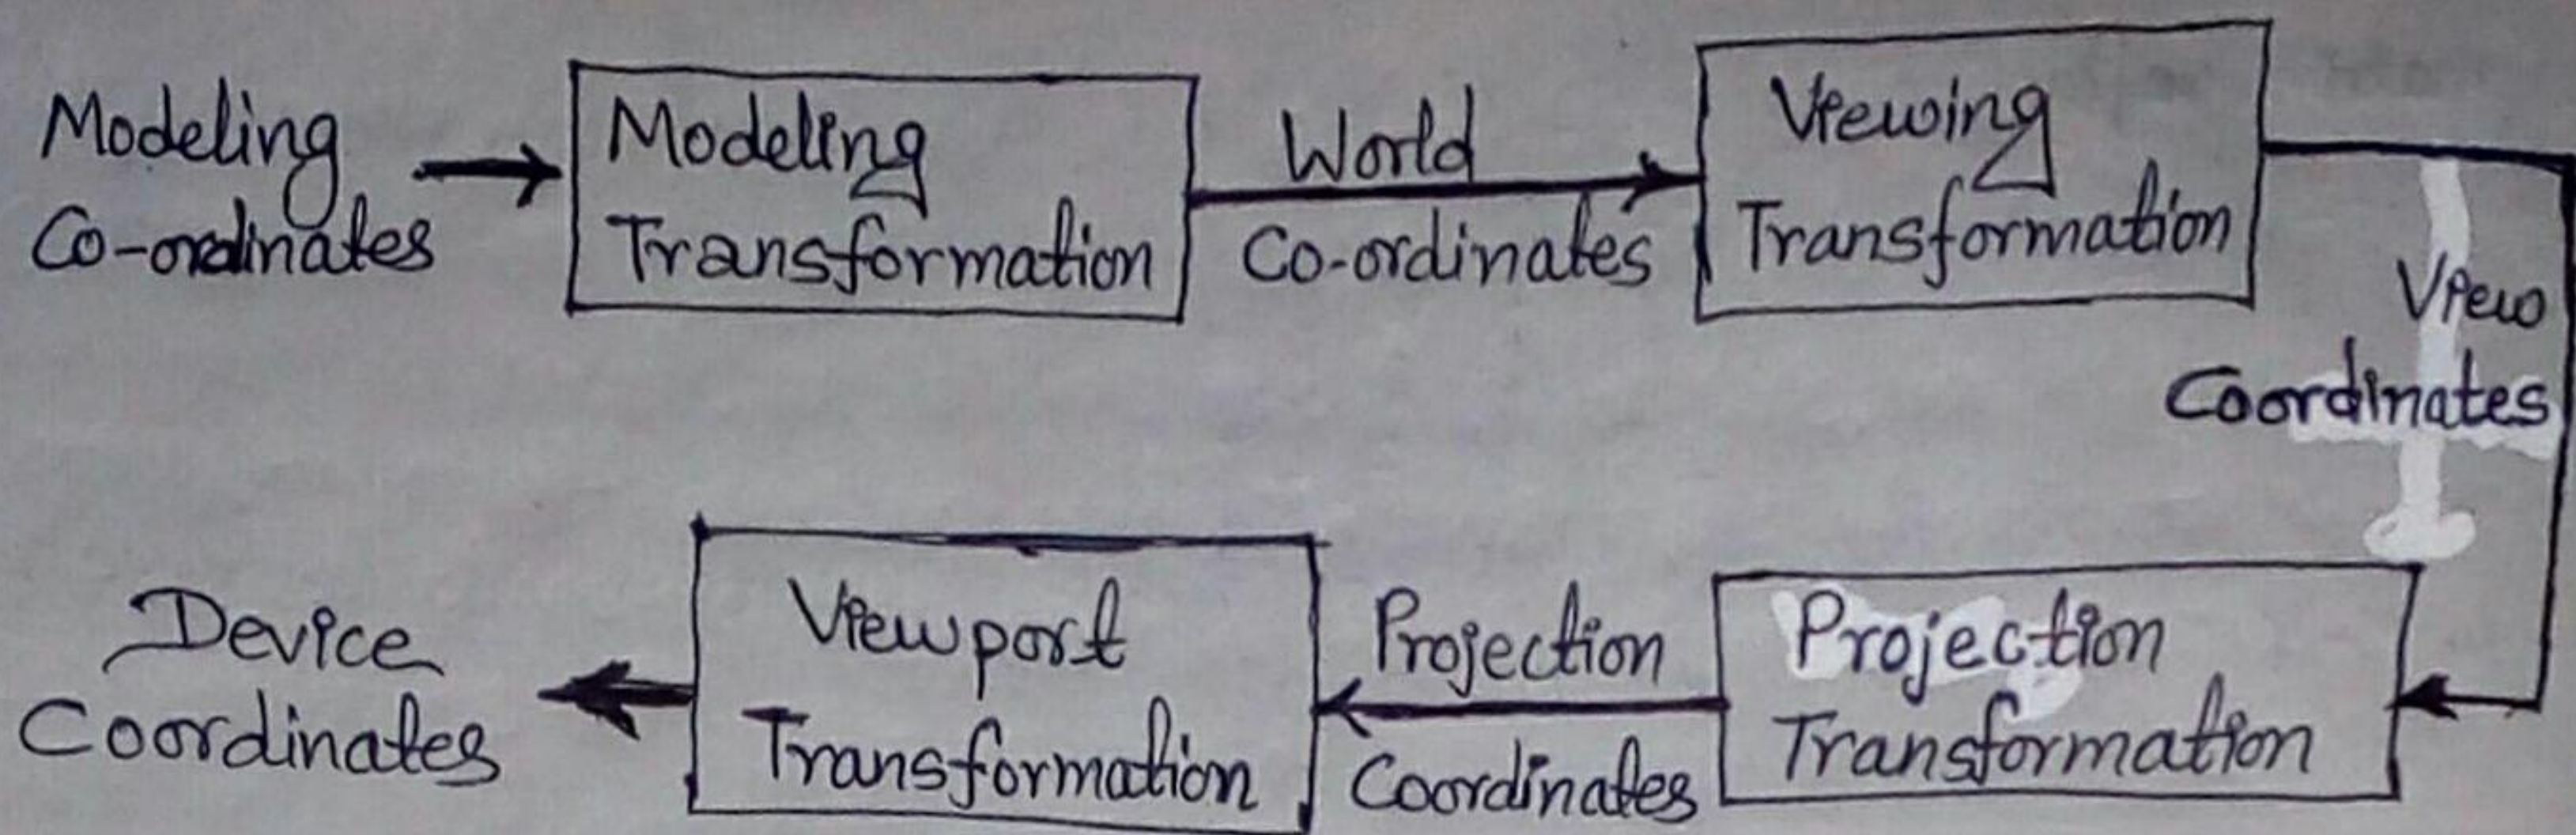 Modeling
Co-ordinates
Modeling
Transformation
World
Co-ordinates
Viewing
Transformation
View
Coordinates
Projection
Transformation
Projection
Coordinates
Viewport
Transformation
Device
Coordinates